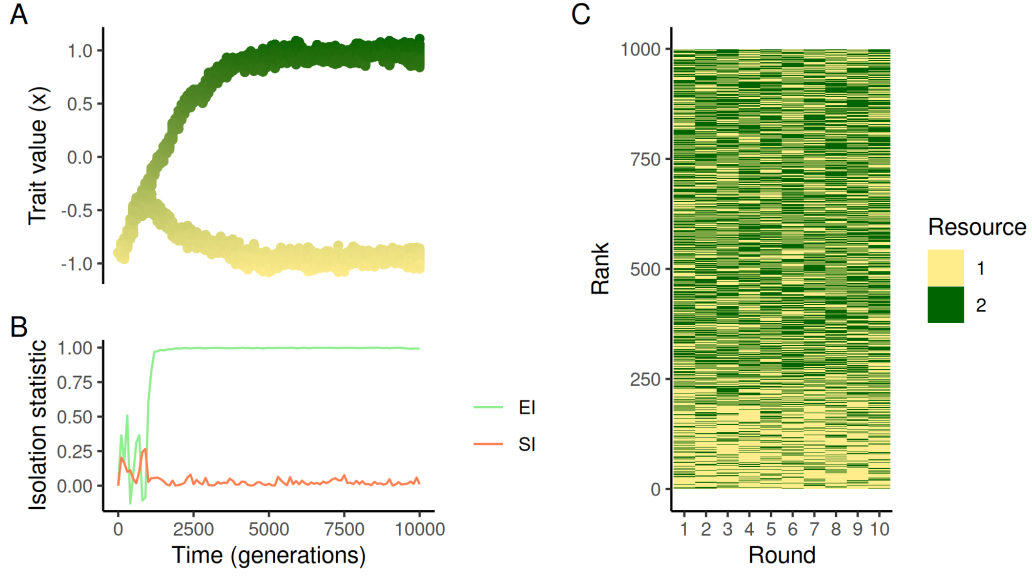 A
Trait value (x)
1.0
0.5
0.0
-0.5
-1.0
B
Isolation statistic
1.00
0.75
0.50
0.25
0.00
0 2500 5000 7500 10000
Time (generations)
EI
SI
C
Rank
1000
750
500
250
0
1 2 3 4 5 6 7 8 9 10
Round
Resource
1
2